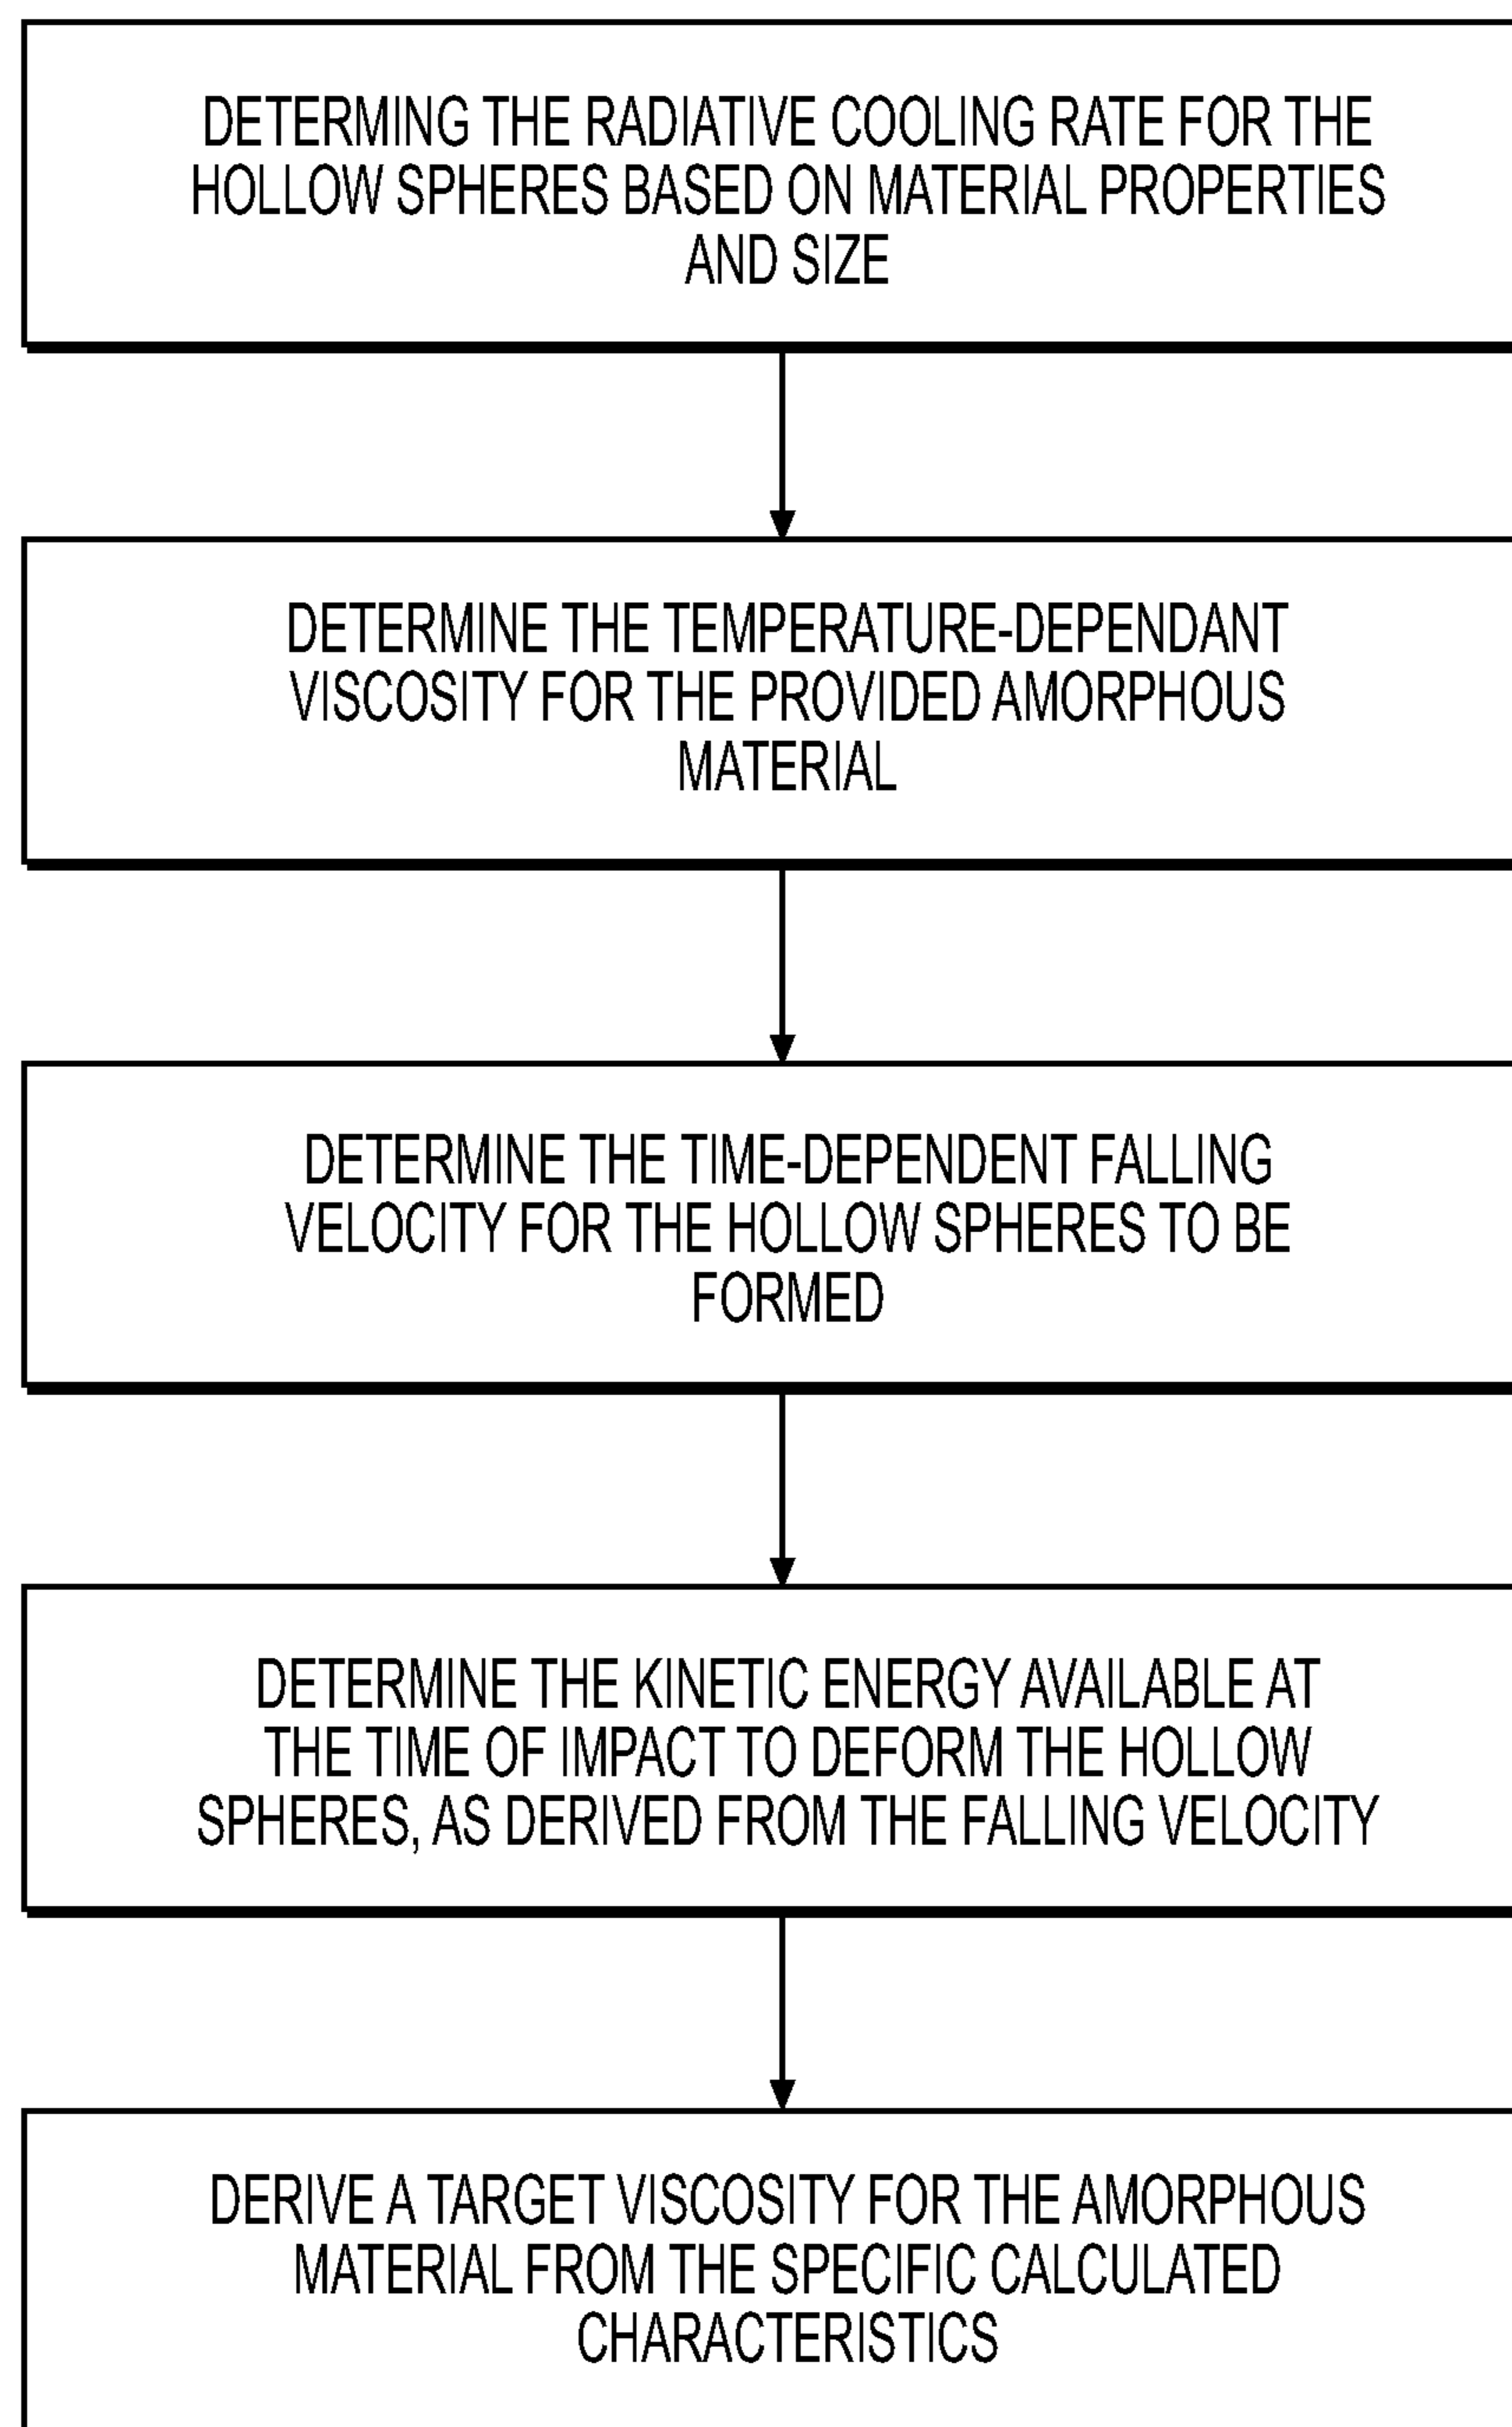 DETERMING THE RADIATIVE COOLING RATE FOR THE
HOLLOW SPHERES BASED ON MATERIAL PROPERTIES
AND SIZE
DETERMINE THE TEMPERATURE-DEPENDANT
VISCOSITY FOR THE PROVIDED AMORPHOUS
MATERIAL
DETERMINE THE TIME-DEPENDENT FALLING
VELOCITY FOR THE HOLLOW SPHERES TO BE
FORMED
DETERMINE THE KINETIC ENERGY AVAILABLE AT
THE TIME OF IMPACT TO DEFORM THE HOLLOW
SPHERES, AS DERIVED FROM THE FALLING VELOCITY
DERIVE A TARGET VISCOSITY FOR THE AMORPHOUS
MATERIAL FROM THE SPECIFIC CALCULATED
CHARACTERISTICS